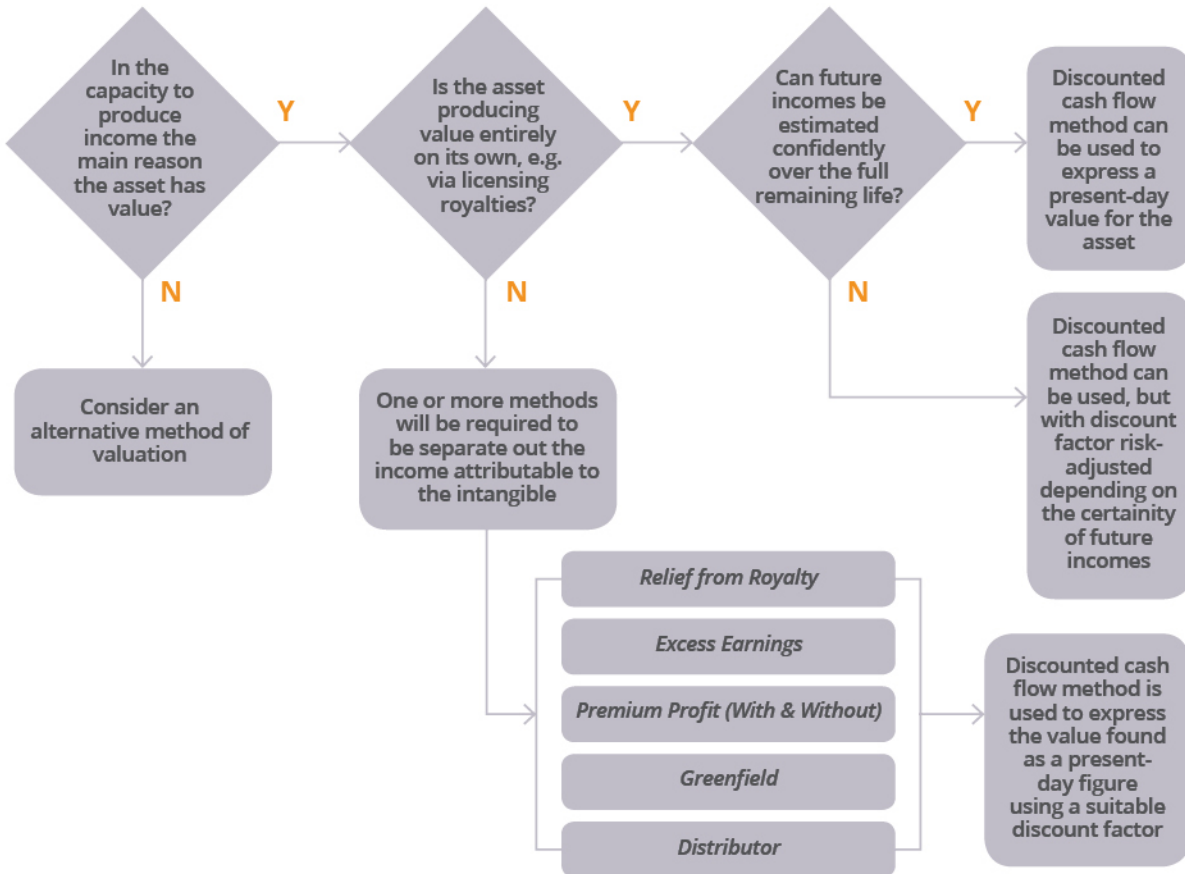 In the
capacity to
produce
income the
main reason
the asset has
value?
Y
N
Is the asset
producing
value entirely
on its own, e.g.
via licensing
royalties?
Y
N
Can future
incomes be
estimated
confidently
over the full
remaining life?
Y
N
Discounted
cash flow
method can
be used to
express a
present-day
value for the
asset
Consider an
alternative method of
valuation
One or more methods
will be required to
be separate out the
income attributable to
the intangible
Discounted
cash flow
method can
be used, but
with discount
factor risk-
adjusted
depending on
the certainity
of future
incomes
Relief from Royalty
Excess Earnings
Premium Profit (With & Without)
Greenfield
Distributor
Discounted cash
flow method is
used to express
the value found
as a present-
day figure
using a suitable
discount factor